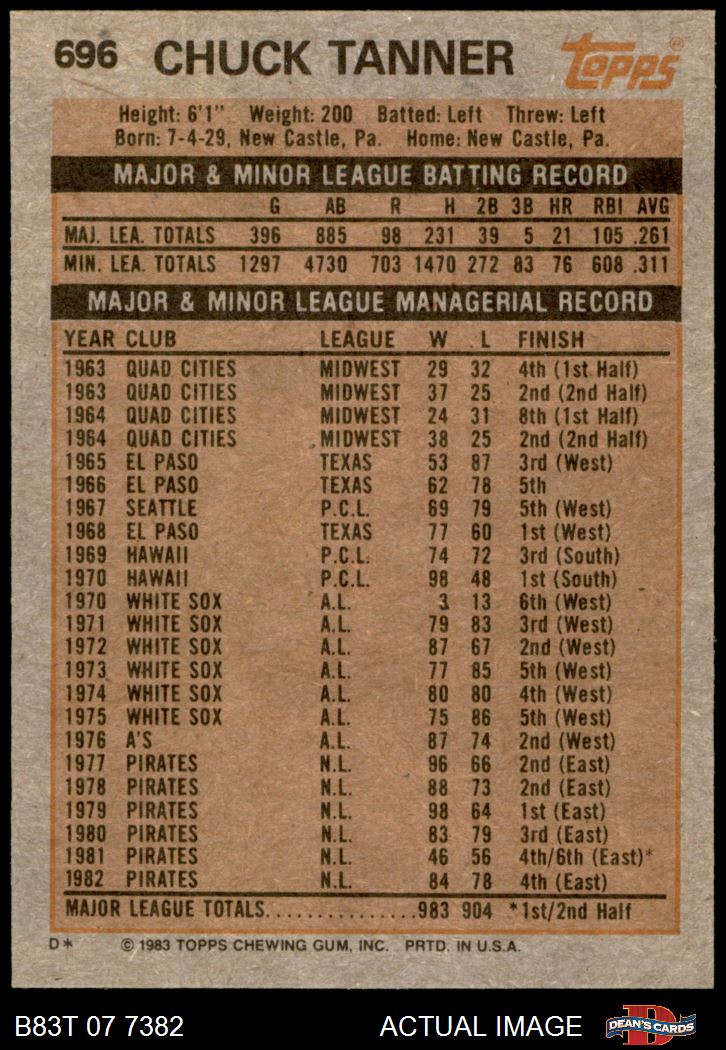 696 CHUCK TANNER Topps®
Height: 6'1" Weight: 200 Batted: Left Threw: Left
Born: 7-4-29, New Castle, Pa. Home: New Castle, Pa.
MAJOR & MINOR LEAGUE BATTING RECORD
G AB R H 2B 3B HR RBI AVG
MAJ. LEA. TOTALS 396 885 98 231 39 5 21 105 .261
MIN. LEA. TOTALS 1297 4730 703 1470 272 83 76 608 .311
MAJOR & MINOR LEAGUE MANAGERIAL RECORD
YEAR CLUB LEAGUE W L FINISH
1963 QUAD CITIES MIDWEST 29 32 4th (1st Half)
1963 QUAD CITIES MIDWEST 37 25 2nd (2nd Half)
1964 QUAD CITIES MIDWEST 24 31 8th (1st Half)
1964 QUAD CITIES MIDWEST 38 25 2nd (2nd Half)
1965 EL PASO TEXAS 53 87 3rd (West)
1966 EL PASO TEXAS 62 78 5th
1967 SEATTLE P.C.L. 69 79 5th (West)
1968 EL PASO TEXAS 77 60 1st (West)
1969 HAWAII P.C.L. 74 72 3rd (South)
1970 HAWAII P.C.L. 98 48 1st (South)
1970 WHITE SOX A.L. 3 13 6th (West)
1971 WHITE SOX A.L. 79 83 3rd (West)
1972 WHITE SOX A.L. 87 67 2nd (West)
1973 WHITE SOX A.L. 77 85 5th (West)
1974 WHITE SOX A.L. 80 80 4th (West)
1975 WHITE SOX A.L. 75 86 5th (West)
1976 A'S A.L. 87 74 2nd (West)
1977 PIRATES N.L. 96 66 2nd (East)
1978 PIRATES N.L. 88 73 2nd (East)
1979 PIRATES N.L. 98 64 1st (East)
1980 PIRATES N.L. 83 79 3rd (East)
1981 PIRATES N.L. 46 56 4th/6th (East)*
1982 PIRATES N.L. 84 78 4th (East)
MAJOR LEAGUE TOTALS..............983 904 *1st/2nd Half
D* © 1983 TOPPS CHEWING GUM, INC. PRTD. IN U.S.A.
B83T 07 7382 ACTUAL IMAGE D DEAN'S CARDS